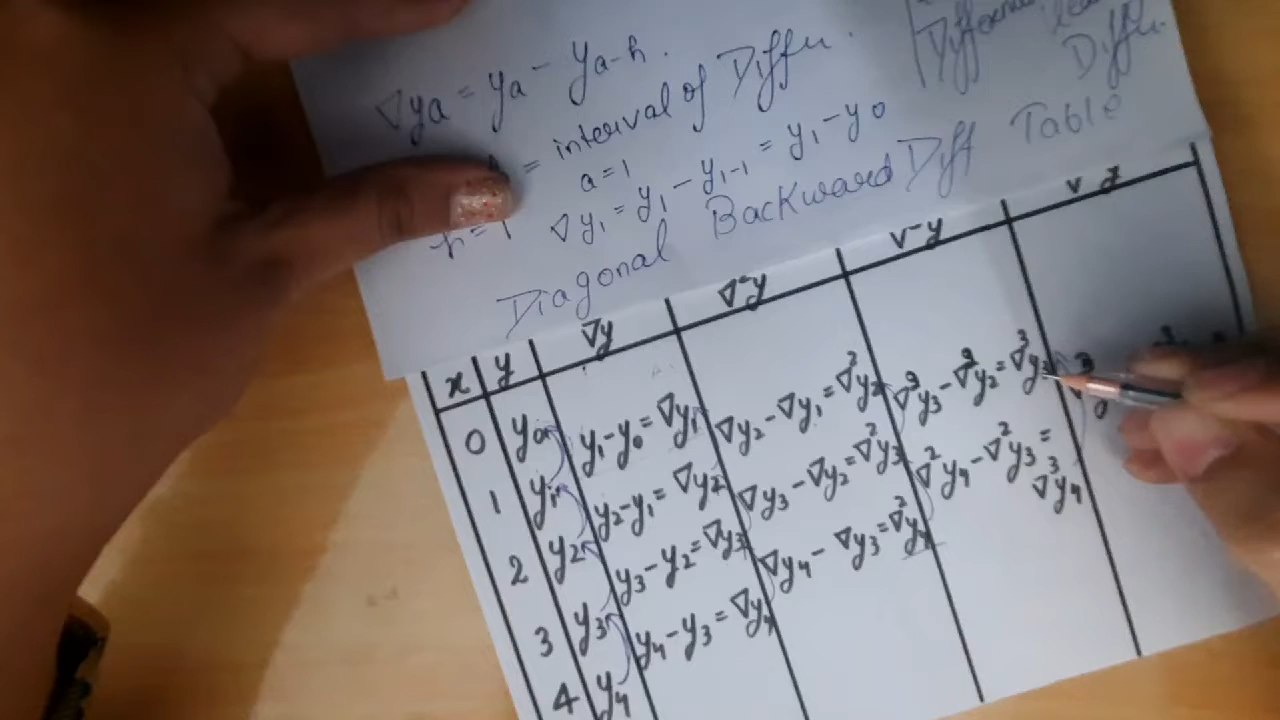 ∇ya = ya - ya-h.
= interval of Differ.
a=1
h=1 ∇y1 = y1 - y1-1 = y1 - y0
Differ.
Diagonal Backward Diff Table
x y ∇y ∇²y
0 y0 y1-y0=∇y1 ∇y2-∇y1=∇²y2 ∇²y3-∇²y2=∇³y3
1 y1 y2-y1=∇y2 ∇y3-∇y2=∇²y3 ∇²y4-∇²y3=
∇³y4
2 y2 y3-y2=∇y3 ∇y4-∇y3=∇²y4
3 y3 y4-y3=∇y4
4 y4